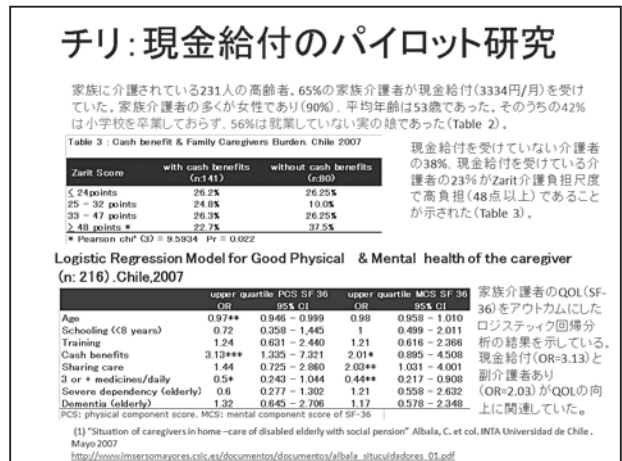 チリ：現金給付のパイロット研究
家族に介護されている231人の高齢者。65%の家族介護者が現金給付(3334円/月)を受け
ていた。家族介護者の多くが女性であり(90%)、平均年齢は53歳であった。そのうちの42%
は小学校を卒業しておらず、56%は就業していない実の娘であった(Table 2)。
Table 3 : Cash benefit & Family Caregivers Burden. Chile 2007
Zarit Score with cash benefits (n:141) without cash benefits (n:80)
≤ 24points 26.2% 26.25%
25 - 32 points 24.8% 10.0%
33 - 47 points 26.3% 26.25%
≥ 48 points * 22.7% 37.5%
* Pearson chi² (3) = 9.5934 Pr = 0.022
現金給付を受けていない介護者
の38%、現金給付を受けている介
護者の23%がZarit介護負担尺度
で高負担(48点以上)であること
が示された(Table 3)。
Logistic Regression Model for Good Physical & Mental health of the caregiver
(n: 216) .Chile,2007
upper quartile PCS SF 36 upper quartile MCS SF 36
OR 95% CI OR 95% CI
Age 0.97** 0.946 - 0.999 0.98 0.958 - 1.010
Schooling (<8 years) 0.72 0.358 - 1,445 1 0.499 - 2.011
Training 1.24 0.631 - 2.440 1.21 0.616 - 2.366
Cash benefits 3.13*** 1.335 - 7.321 2.01* 0.895 - 4.508
Sharing care 1.44 0.725 - 2.860 2.03** 1.031 - 4.001
3 or + medicines/daily 0.5* 0.243 - 1.044 0.44** 0.217 - 0.908
Severe dependency (elderly) 0.6 0.277 - 1.302 1.21 0.558 - 2.632
Dementia (elderly) 1.32 0.645 - 2.706 1.17 0.578 - 2.348
PCS: physical component score. MCS: mental component score of SF-36
家族介護者のQOL(SF-
36)をアウトカムにした
ロジスティック回帰分
析の結果を示している。
現金給付(OR=3.13)と
副介護者あり
(OR=2.03)がQOLの向
上に関連していた。
(1) "Situation of caregivers in home –care of disabled elderly with social pension" Albala, C. et col. INTA Universidad de Chile .
Mayo 2007
http://www.imsersomayores.csic.es/documentos/documentos/albala_situcuidadores_01.pdf